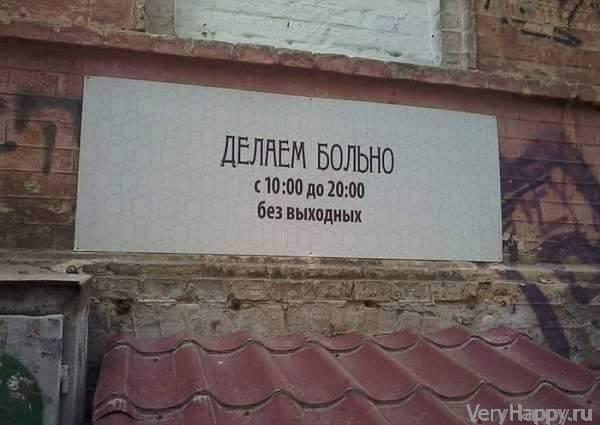 ДЕЛАЕМ БОЛЬНО
с 10:00 до 20:00
без выходных
VeryHappy.ru